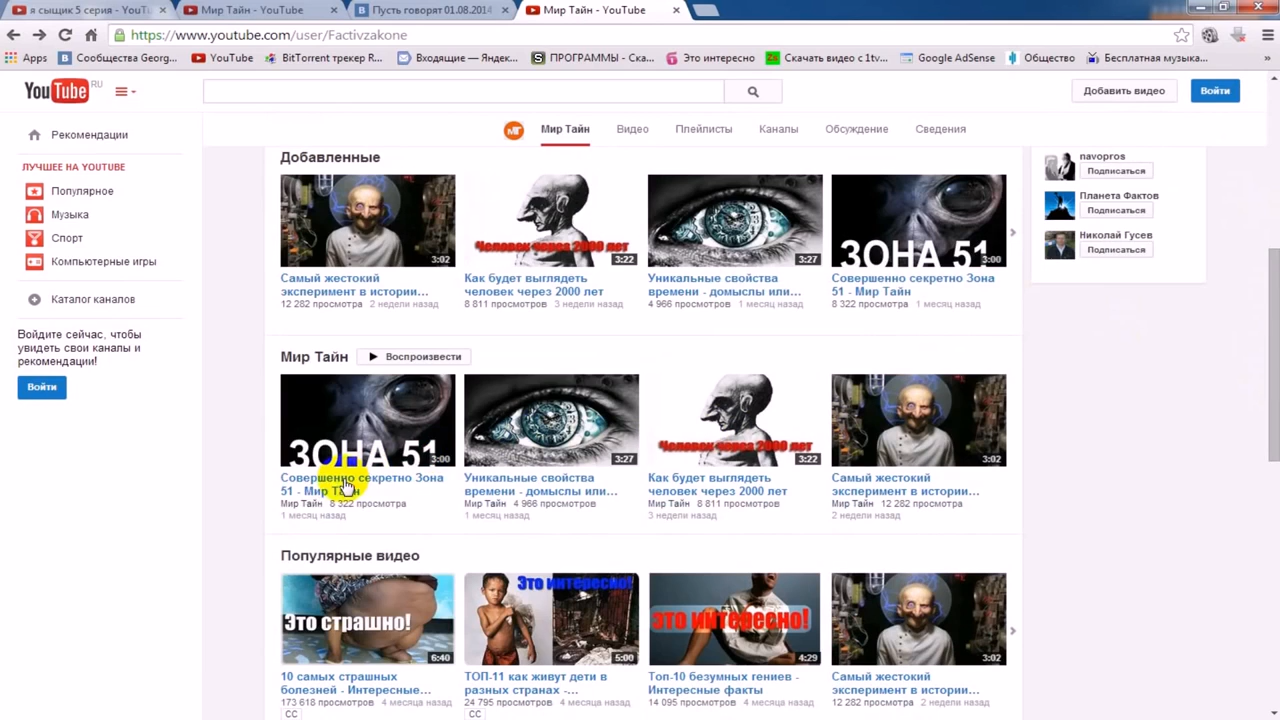 я сыщик 5 серия - YouTu
Мир Тайн - YouTube
Пусть говорят 01.08.2014
Мир Тайн - YouTube
https://www.youtube.com/user/Factivzakone
Apps
Сообщества Georg...
YouTube
BitTorrent трекер R...
Входящие — Яндек...
ПРОГРАММЫ - Ска...
Это интересно
Скачать видео с 1tv...
Google AdSense
Общество
Бесплатная музыка...
»
YouTube RU
Добавить видео
Войти
Мир Тайн
Видео
Плейлисты
Каналы
Обсуждение
Сведения
Рекомендации
ЛУЧШЕЕ НА YOUTUBE
Популярное
Музыка
Спорт
Компьютерные игры
Каталог каналов
Войдите сейчас, чтобы
увидеть свои каналы и
рекомендации!
Войти
Добавленные
3:02
Человек через 2000 лет
3:22
3:27
ЗОНА 51
3:00
Самый жестокий
эксперимент в истории...
12 282 просмотра 2 недели назад
Как будет выглядеть
человек через 2000 лет
8 811 просмотров 3 недели назад
Уникальные свойства
времени - домыслы или...
4 966 просмотров 1 месяц назад
Совершенно секретно Зона
51 - Мир Тайн
8 322 просмотра 1 месяц назад
Мир Тайн
Воспроизвести
ЗОНА 51
3:00
3:27
Человек через 2000 лет
3:22
3:02
Совершенно секретно Зона
51 - Мир Тайн
Мир Тайн 8 322 просмотра
1 месяц назад
Уникальные свойства
времени - домыслы или...
Мир Тайн 4 966 просмотров
1 месяц назад
Как будет выглядеть
человек через 2000 лет
Мир Тайн 8 811 просмотров
3 недели назад
Самый жестокий
эксперимент в истории...
Мир Тайн 12 282 просмотра
2 недели назад
Популярные видео
Это страшно!
6:40
Это интересно!
5:00
это интересно!
4:29
3:02
10 самых страшных
болезней - Интересные...
173 618 просмотров 4 месяца назад
CC
ТОП-11 как живут дети в
разных странах -...
24 795 просмотров 4 месяца назад
CC
Топ-10 безумных гениев -
Интересные факты
14 095 просмотров 4 месяца назад
Самый жестокий
эксперимент в истории...
12 282 просмотра 2 недели назад
navopros
Подписаться
Планета Фактов
Подписаться
Николай Гусев
Подписаться